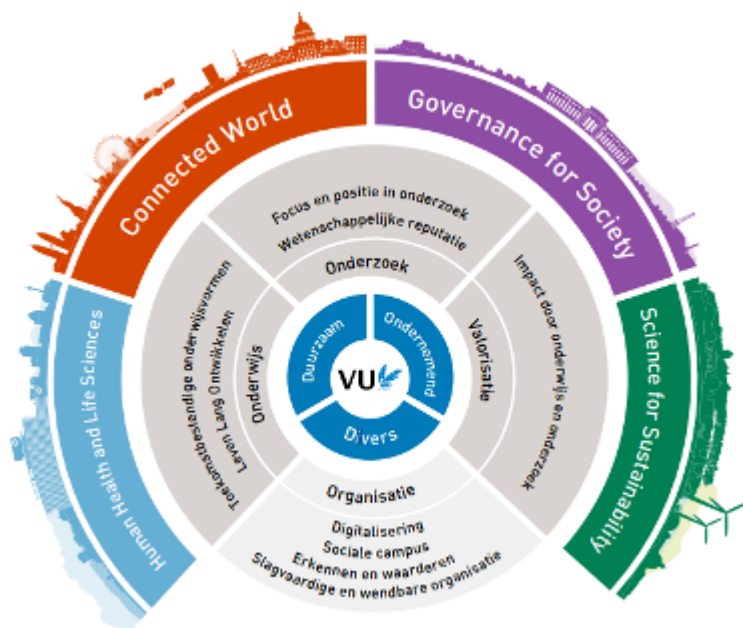 Connected World
Governance for Society
Human Health and Life Sciences
Science for Sustainability
Focus en positie in onderzoek
Wetenschappelijke reputatie
Onderzoek
Toekomstbestendige onderwijsvormen
Leven Lang Ontwikkelen
Onderwijs
Valorisatie
Impact door onderwijs en onderzoek
Duurzaam
Ondernemend
VU
Divers
Organisatie
Digitalisering
Sociale campus
Erkennen en waarderen
Slagvaardige en wendbare organisatie